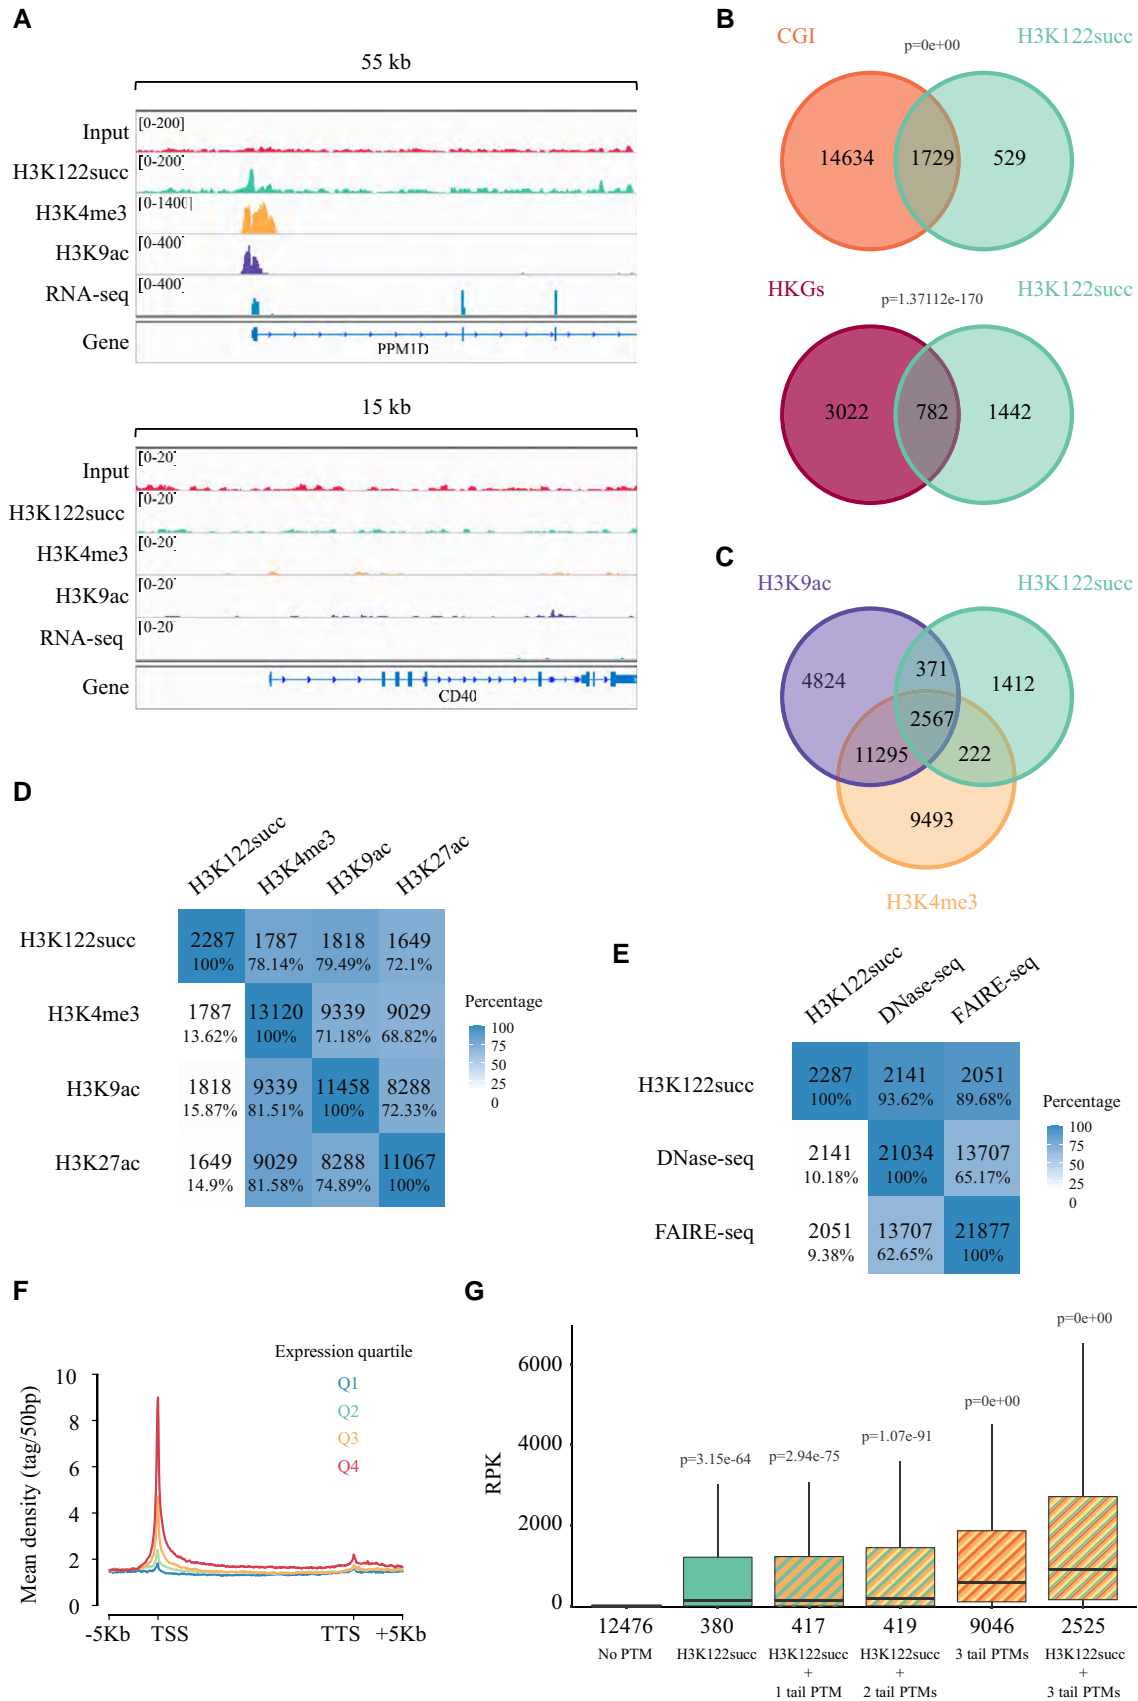 A
55 kb
Input
[0-200]
H3K122succ
[0-200]
H3K4me3
[0-1400]
H3K9ac
[0-400]
RNA-seq
[0-400]
Gene
PPM1D
15 kb
Input
[0-20]
H3K122succ
[0-20]
H3K4me3
[0-20]
H3K9ac
[0-20]
RNA-seq
[0-20]
Gene
CD40
B
CGI
p=0e+00
H3K122succ
14634 1729 529
HKGs
p=1.37112e-170
H3K122succ
3022 782 1442
C
H3K9ac
H3K122succ
4824 371 1412
2567
11295 222
9493
H3K4me3
D
H3K122succ H3K4me3 H3K9ac H3K27ac
H3K122succ 2287 1787 1818 1649
100% 78.14% 79.49% 72.1%
H3K4me3 1787 13120 9339 9029
13.62% 100% 71.18% 68.82%
H3K9ac 1818 9339 11458 8288
15.87% 81.51% 100% 72.33%
H3K27ac 1649 9029 8288 11067
14.9% 81.58% 74.89% 100%
Percentage
100
75
50
25
0
E
H3K122succ DNase-seq FAIRE-seq
H3K122succ 2287 2141 2051
100% 93.62% 89.68%
DNase-seq 2141 21034 13707
10.18% 100% 65.17%
FAIRE-seq 2051 13707 21877
9.38% 62.65% 100%
Percentage
100
75
50
25
0
F
Expression quartile
Q1
Q2
Q3
Q4
Mean density (tag/50bp)
10
8
6
4
2
0
-5Kb TSS TTS +5Kb
G
RPK
6000
4000
2000
0
p=3.15e-64
p=2.94e-75
p=1.07e-91
p=0e+00
p=0e+00
12476 380 417 419 9046 2525
No PTM H3K122succ H3K122succ H3K122succ 3 tail PTMs H3K122succ
+ + +
1 tail PTM 2 tail PTMs 3 tail PTMs